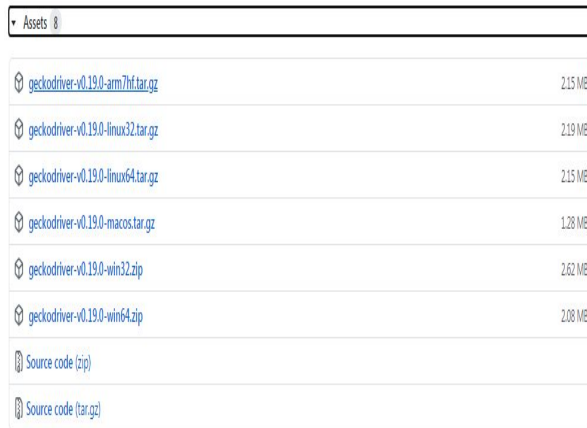 Assets 8
geckodriver-v0.19.0-arm7hf.tar.gz 2.15 MB
geckodriver-v0.19.0-linux32.tar.gz 2.19 MB
geckodriver-v0.19.0-linux64.tar.gz 2.15 MB
geckodriver-v0.19.0-macos.tar.gz 1.28 MB
geckodriver-v0.19.0-win32.zip 2.62 MB
geckodriver-v0.19.0-win64.zip 2.08 MB
Source code (zip)
Source code (tar.gz)